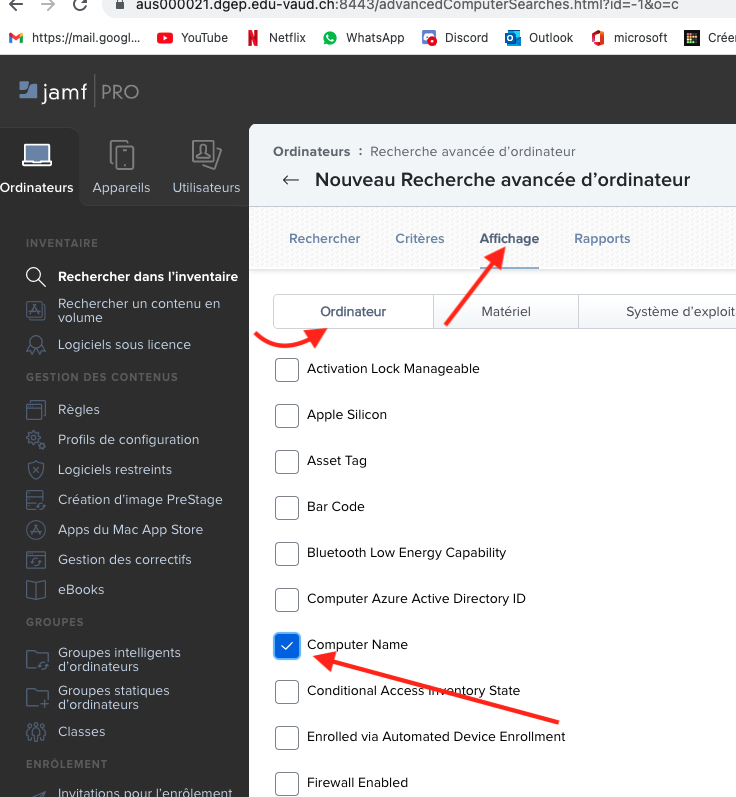 aus000021.dgep.edu-vaud.ch:8443/advancedComputerSearches.html?id=-1&o=c
https://mail.googl... YouTube Netflix WhatsApp Discord Outlook microsoft Créer
jamf PRO
Ordinateurs Appareils Utilisateurs
INVENTAIRE
Rechercher dans l'inventaire
Rechercher un contenu en
volume
Logiciels sous licence
GESTION DES CONTENUS
Règles
Profils de configuration
Logiciels restreints
Création d'image PreStage
Apps du Mac App Store
Gestion des correctifs
eBooks
GROUPES
Groupes intelligents
d'ordinateurs
Groupes statiques
d'ordinateurs
Classes
ENRÔLEMENT
Invitations pour l'enrôlement
Ordinateurs : Recherche avancée d'ordinateur
← Nouveau Recherche avancée d'ordinateur
Rechercher Critères Affichage Rapports
Ordinateur Matériel Système d'exploit
Activation Lock Manageable
Apple Silicon
Asset Tag
Bar Code
Bluetooth Low Energy Capability
Computer Azure Active Directory ID
Computer Name
Conditional Access Inventory State
Enrolled via Automated Device Enrollment
Firewall Enabled